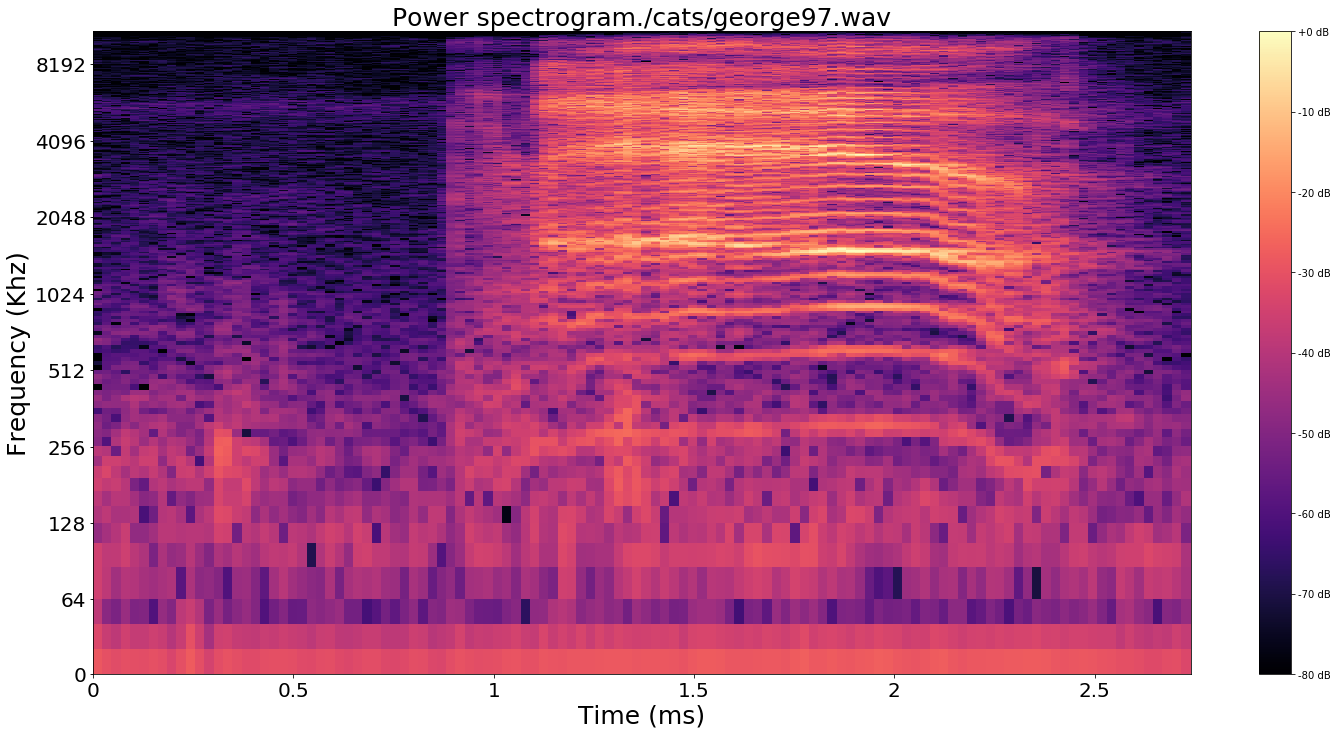 Power spectrogram./cats/george97.wav
Frequency (Khz)
8192
4096
2048
1024
512
256
128
64
0
0 0.5 1 1.5 2 2.5
Time (ms)
+0 dB
-10 dB
-20 dB
-30 dB
-40 dB
-50 dB
-60 dB
-70 dB
-80 dB